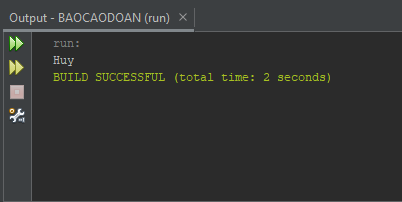 Output - BAOCAODOAN (run) ×
run:
Huy
BUILD SUCCESSFUL (total time: 2 seconds)